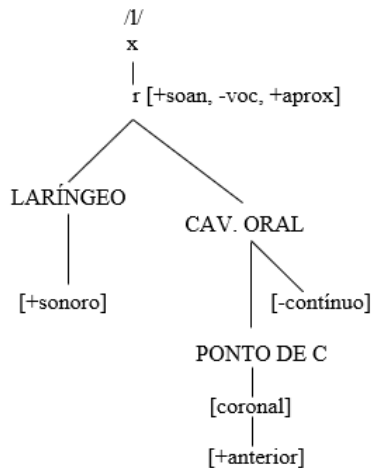 /l/
x
r [+soan, -voc, +aprox]
LARÍNGEO
CAV. ORAL
[+sonoro]
[-contínuo]
PONTO DE C
[coronal]
[+anterior]